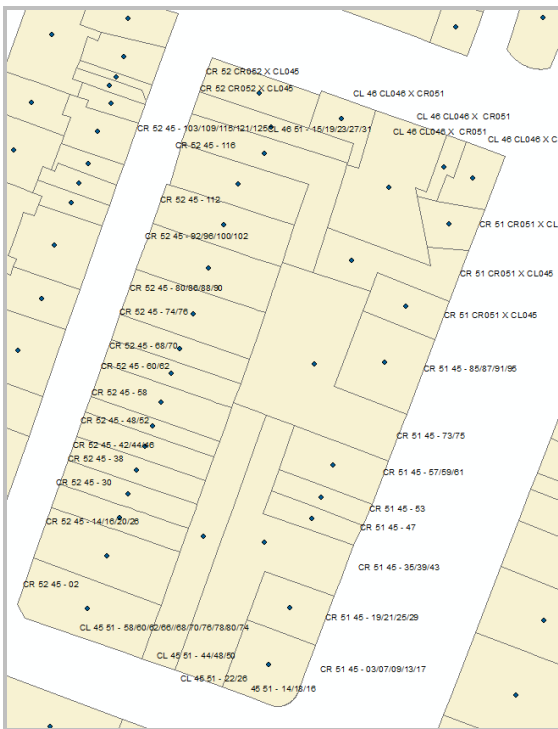 CR 52 CR052 X CL045
CR 52 CR052 X CL045
CL 46 CL046 X CR051
CL 46 CL046 X CR051
CR 52 45 - 103/109/115/121/125
CL 46 51 - 15/19/23/27/31
CL 46 CL046 X CR051
CL 46 CL046 X C
CR 52 45 - 116
CR 52 45 - 112
CR 51 CR051 X CL
CR 52 45 - 92/96/100/102
CR 51 CR051 X CL045
CR 52 45 - 80/86/88/90
CR 52 45 - 74/76
CR 51 CR051 X CL045
CR 52 45 - 68/70
CR 52 45 - 60/62
CR 51 45 - 85/87/91/95
CR 52 45 - 58
CR 52 45 - 48/52
CR 51 45 - 73/75
CR 52 45 - 42/44/46
CR 52 45 - 38
CR 51 45 - 57/59/61
CR 52 45 - 30
CR 51 45 - 53
CR 52 45 - 14/16/20/26
CR 51 45 - 47
CR 51 45 - 35/39/43
CR 52 45 - 02
CR 51 45 - 19/21/25/29
CL 45 51 - 58/60/62/66/68/70/76/78/80/74
CL 45 51 - 44/48/50
CR 51 45 - 03/07/09/13/17
CL 45 51 - 22/26
45 51 - 14/18/16